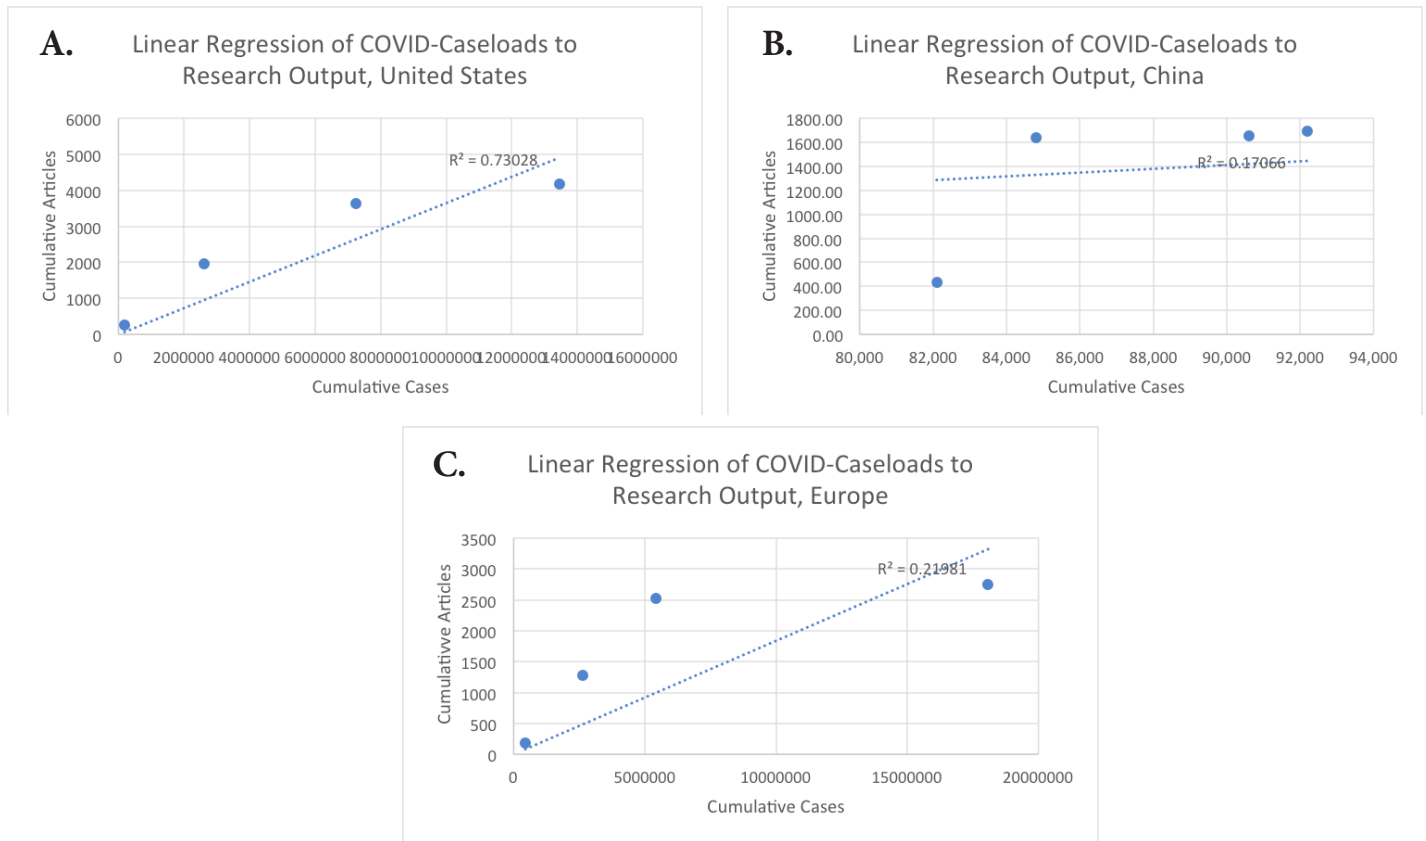 A.
Linear Regression of COVID-Caseloads to
Research Output, United States
6000
5000
4000
3000
2000
1000
0
Cumulative Articles
R² = 0.73028
0 2000000 4000000 6000000 8000000 10000000 12000000 14000000 16000000
Cumulative Cases
B.
Linear Regression of COVID-Caseloads to
Research Output, China
1800.00
1600.00
1400.00
1200.00
1000.00
800.00
600.00
400.00
200.00
0.00
Cumulative Articles
R² = 0.17066
80,000 82,000 84,000 86,000 88,000 90,000 92,000 94,000
Cumulative Cases
C.
Linear Regression of COVID-Caseloads to
Research Output, Europe
3500
3000
2500
2000
1500
1000
500
0
Cumulativve Articles
R² = 0.21981
0 5000000 10000000 15000000 20000000
Cumulative Cases